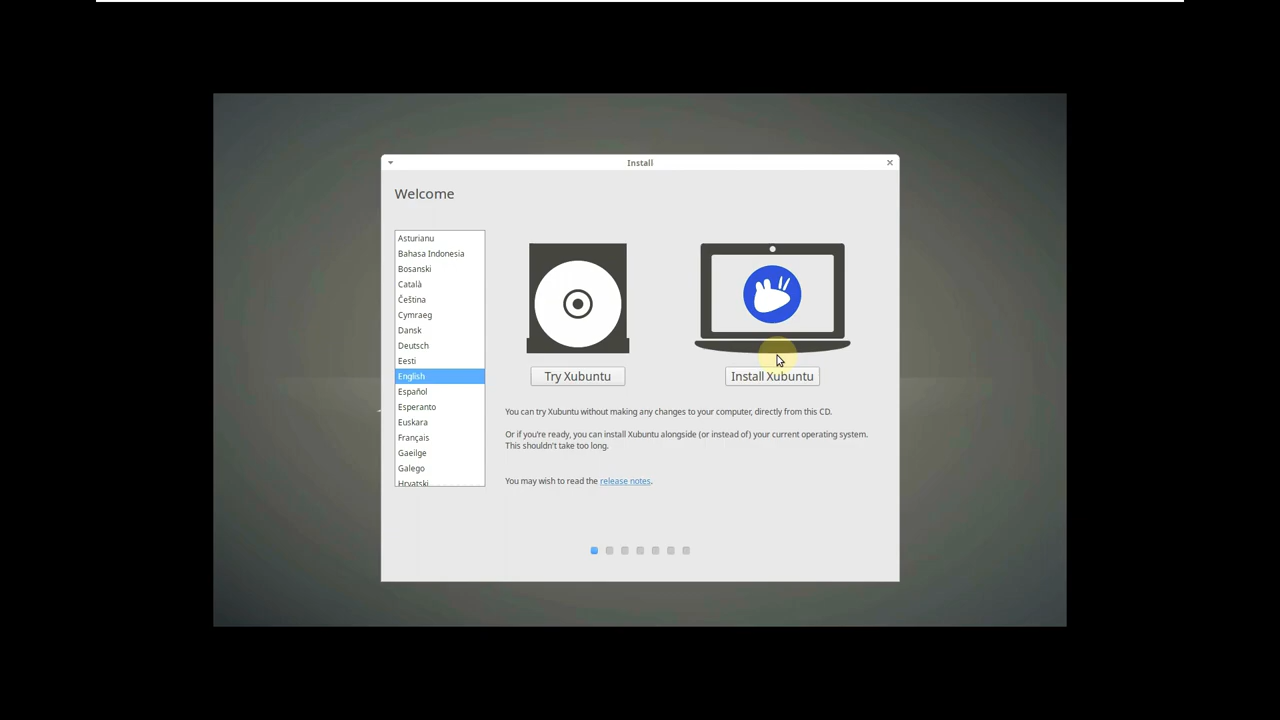 Install
Welcome
Asturianu
Bahasa Indonesia
Bosanski
Català
Čeština
Cymraeg
Dansk
Deutsch
Eesti
English
Español
Esperanto
Euskara
Français
Gaeilge
Galego
Hrvatski
Try Xubuntu
Install Xubuntu
You can try Xubuntu without making any changes to your computer, directly from this CD.
Or if you're ready, you can install Xubuntu alongside (or instead of) your current operating system.
This shouldn't take too long.
You may wish to read the release notes.